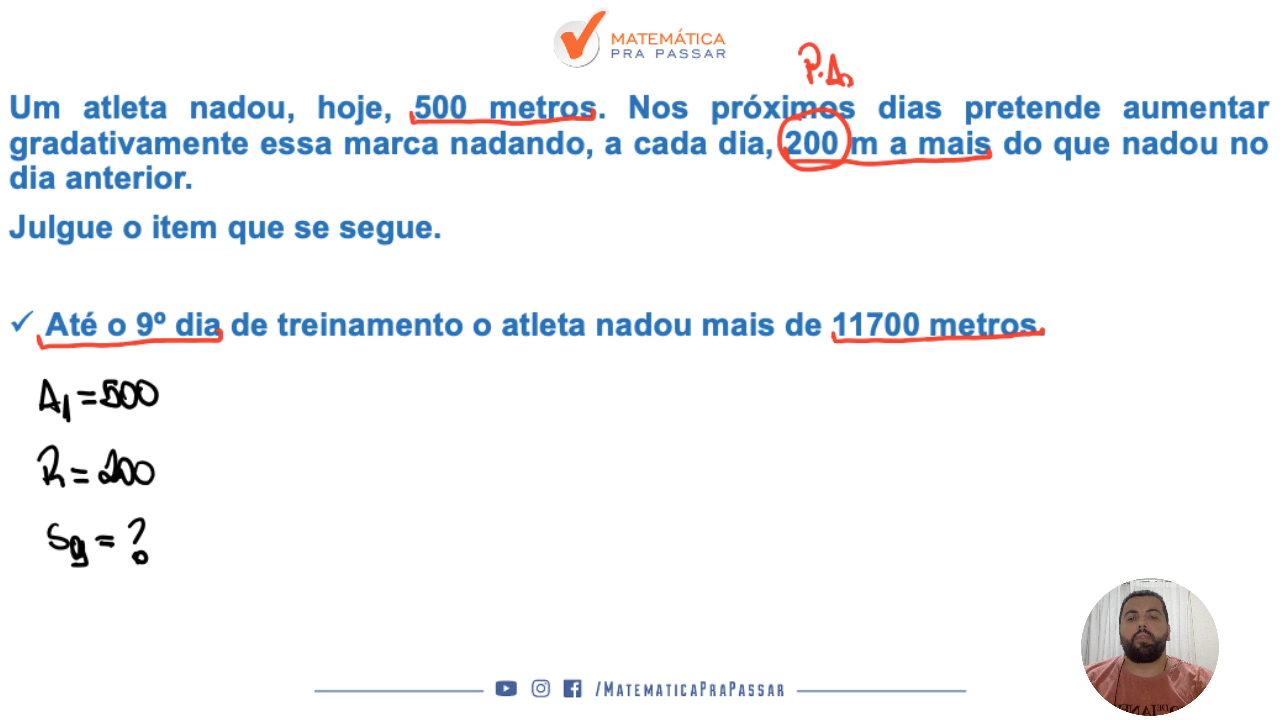 MATEMÁTICA
PRA PASSAR
P.A.
Um atleta nadou, hoje, 500 metros. Nos próximos dias pretende aumentar
gradativamente essa marca nadando, a cada dia, 200 m a mais do que nadou no
dia anterior.
Julgue o item que se segue.
✓ Até o 9º dia de treinamento o atleta nadou mais de 11700 metros.
A1 = 500
R = 200
S9 = ?
/MATEMATICAPRAPASSAR